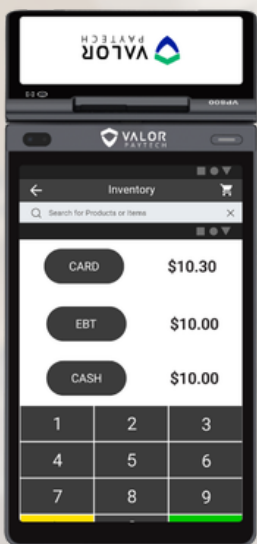 VALOR
PAYTECH
VP800
VALOR
PAYTECH
Inventory
Search for Products or Items
CARD $10.30
EBT $10.00
CASH $10.00
1 2 3
4 5 6
7 8 9